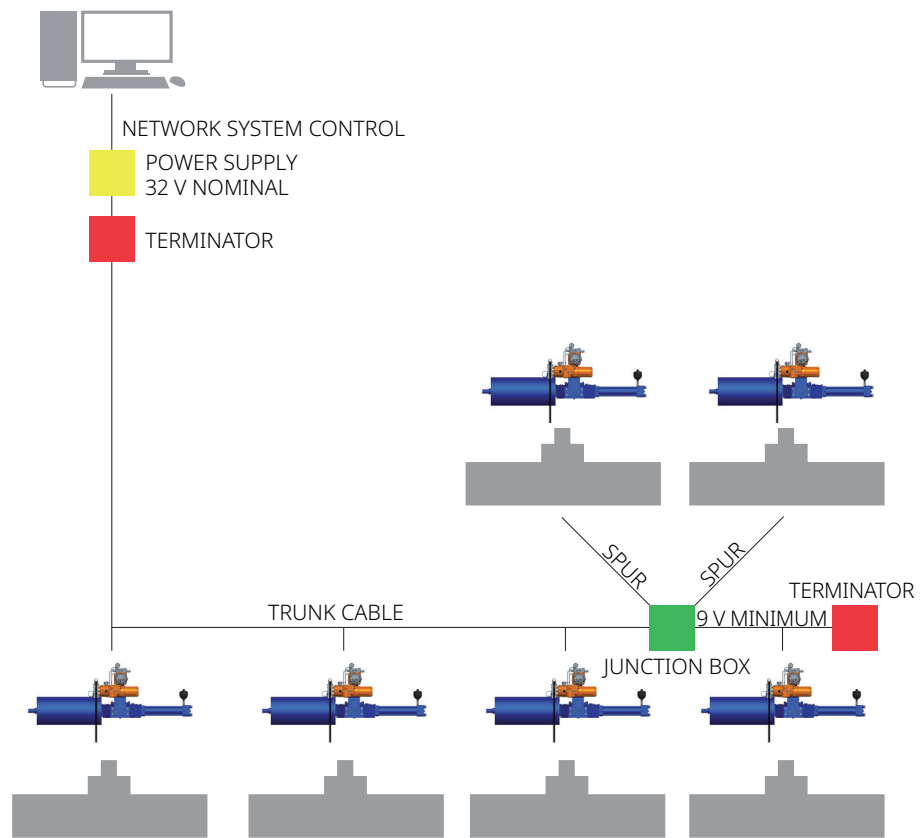 NETWORK SYSTEM CONTROL
POWER SUPPLY
32 V NOMINAL
TERMINATOR
SPUR
SPUR
TERMINATOR
TRUNK CABLE
9 V MINIMUM
JUNCTION BOX